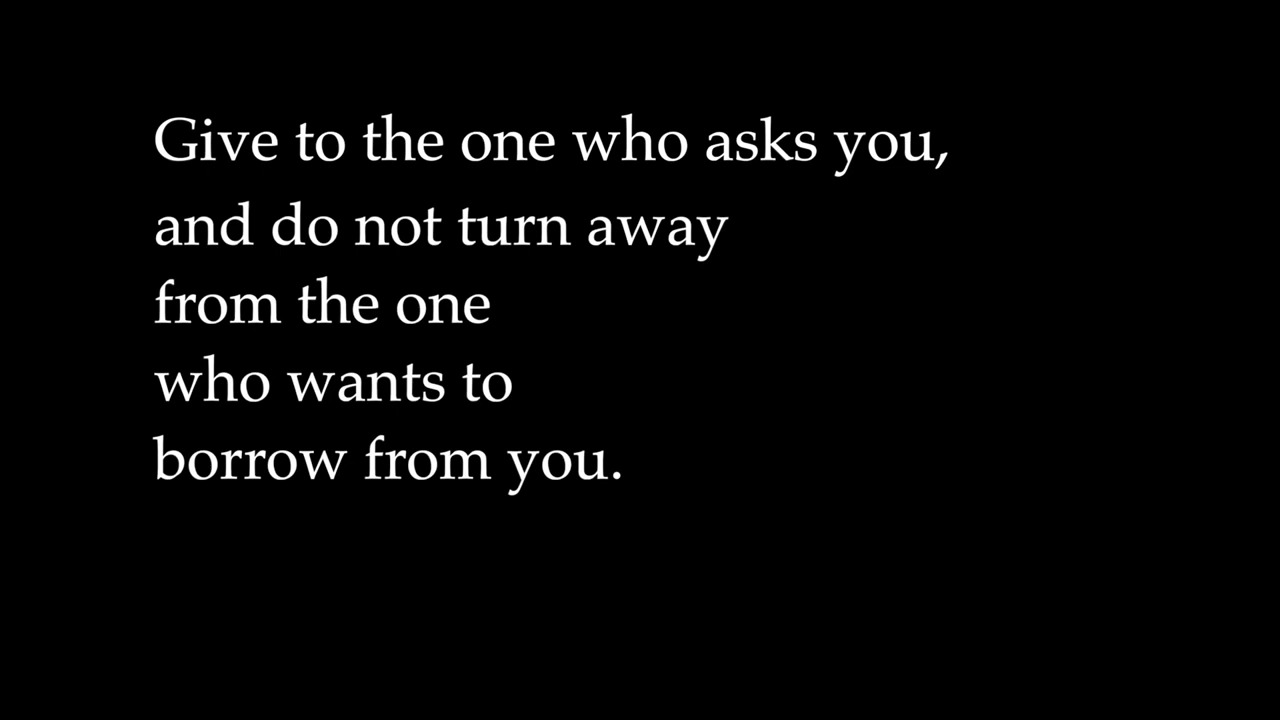 Give to the one who asks you,
and do not turn away
from the one
who wants to
borrow from you.